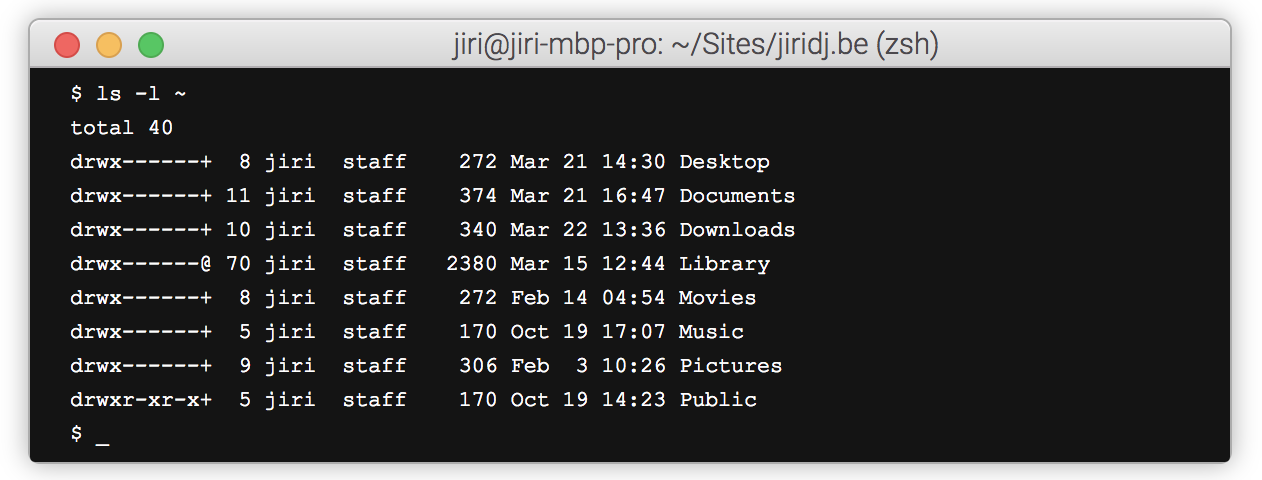 jiri@jiri-mbp-pro: ~/Sites/jiridj.be (zsh)
$ ls -l ~
total 40
drwx------+  8 jiri  staff    272 Mar 21 14:30 Desktop
drwx------+ 11 jiri  staff    374 Mar 21 16:47 Documents
drwx------+ 10 jiri  staff    340 Mar 22 13:36 Downloads
drwx------@ 70 jiri  staff   2380 Mar 15 12:44 Library
drwx------+  8 jiri  staff    272 Feb 14 04:54 Movies
drwx------+  5 jiri  staff    170 Oct 19 17:07 Music
drwx------+  9 jiri  staff    306 Feb  3 10:26 Pictures
drwxr-xr-x+  5 jiri  staff    170 Oct 19 14:23 Public
$ _